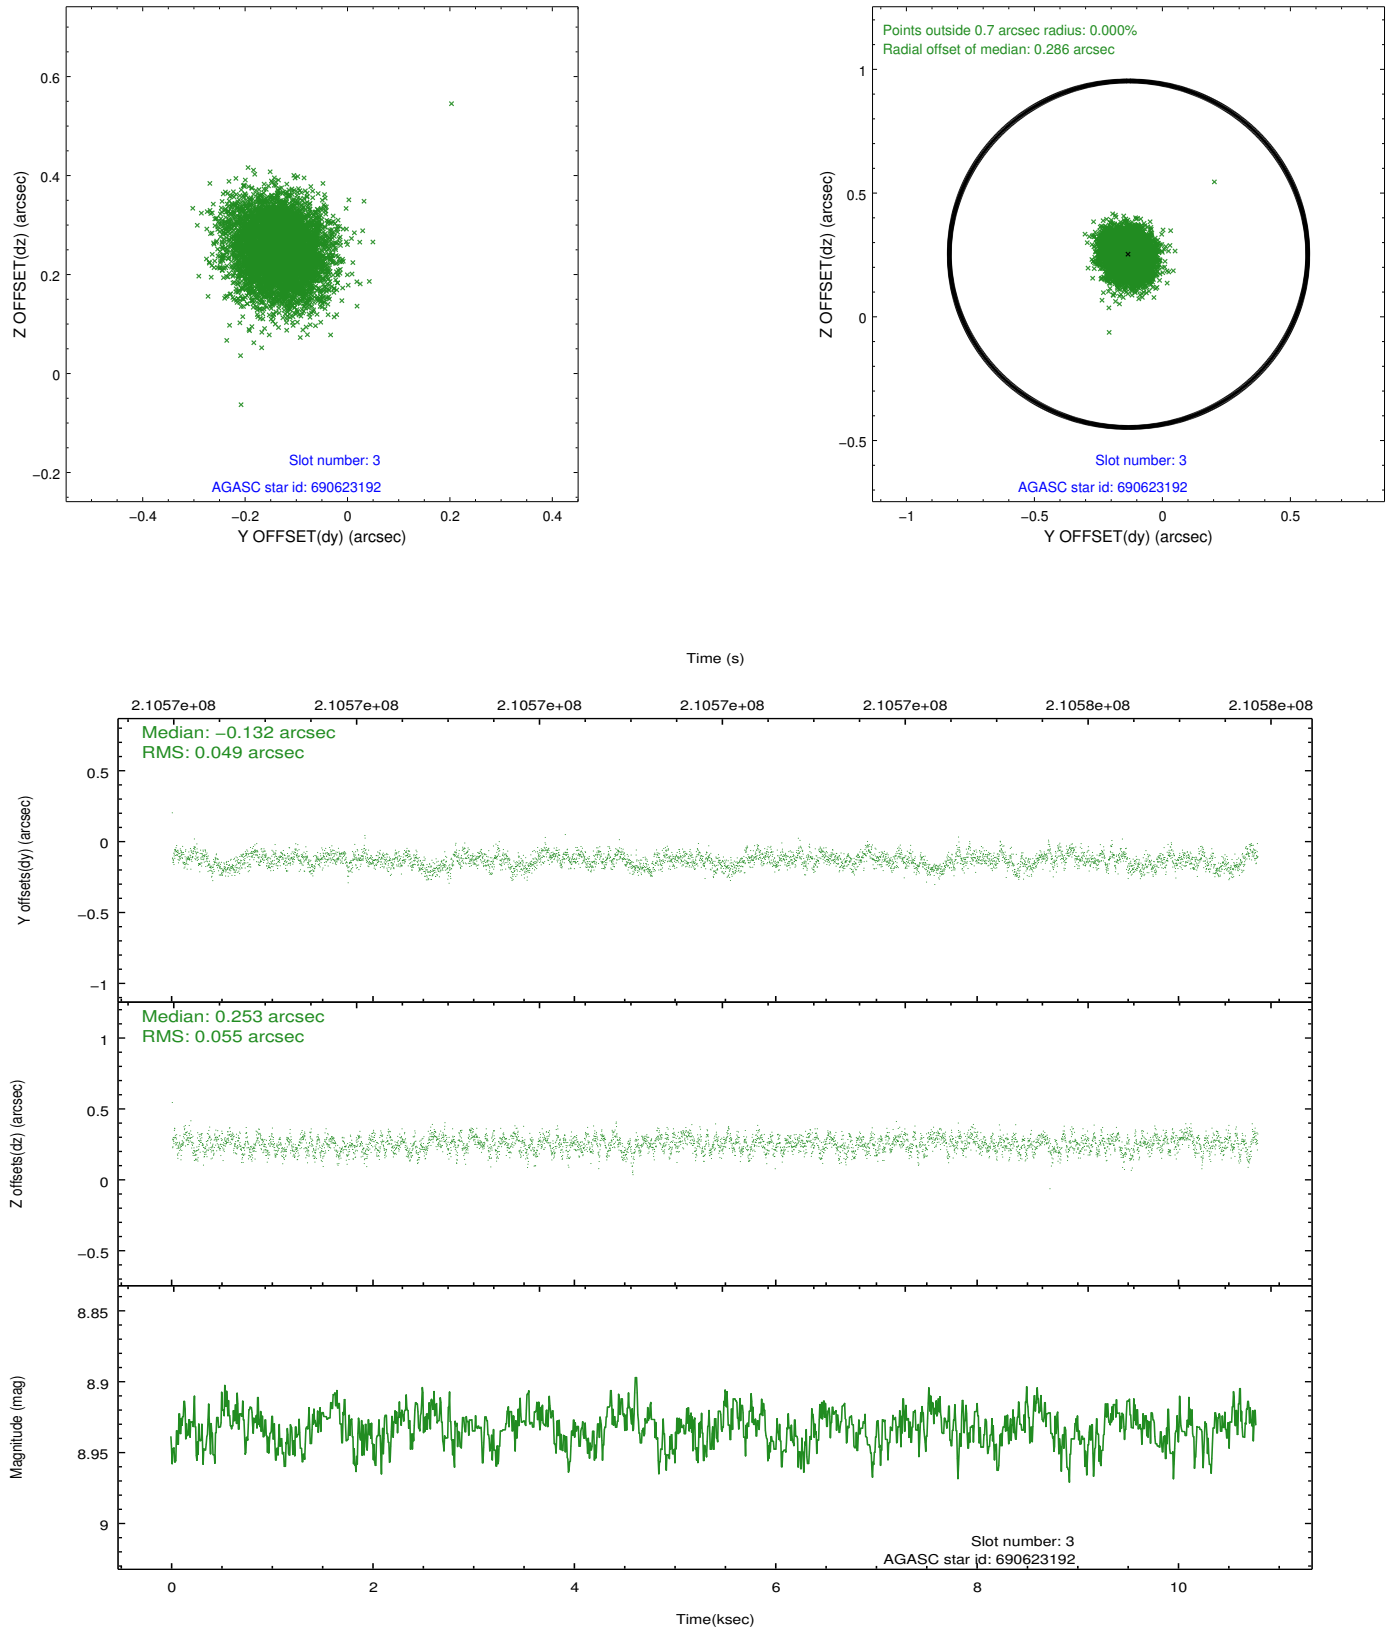 0.6
0.4
0.2
0
−0.2
Z OFFSET(dz) (arcsec)
Slot number: 3
AGASC star id: 690623192
−0.4 −0.2 0 0.2 0.4
Y OFFSET(dy) (arcsec)
Points outside 0.7 arcsec radius: 0.000%
Radial offset of median: 0.286 arcsec
1
0.5
0
−0.5
Z OFFSET(dz) (arcsec)
Slot number: 3
AGASC star id: 690623192
−1 −0.5 0 0.5
Y OFFSET(dy) (arcsec)
Time (s)
2.1057e+08 2.1057e+08 2.1057e+08 2.1057e+08 2.1057e+08 2.1058e+08 2.1058e+08
Median: −0.132 arcsec
RMS: 0.049 arcsec
0.5
0
−0.5
−1
Y offsets(dy) (arcsec)
Median: 0.253 arcsec
RMS: 0.055 arcsec
1
0.5
0
−0.5
Z offsets(dz) (arcsec)
8.85
8.9
8.95
9
Magnitude (mag)
Slot number: 3
AGASC star id: 690623192
0 2 4 6 8 10
Time(ksec)